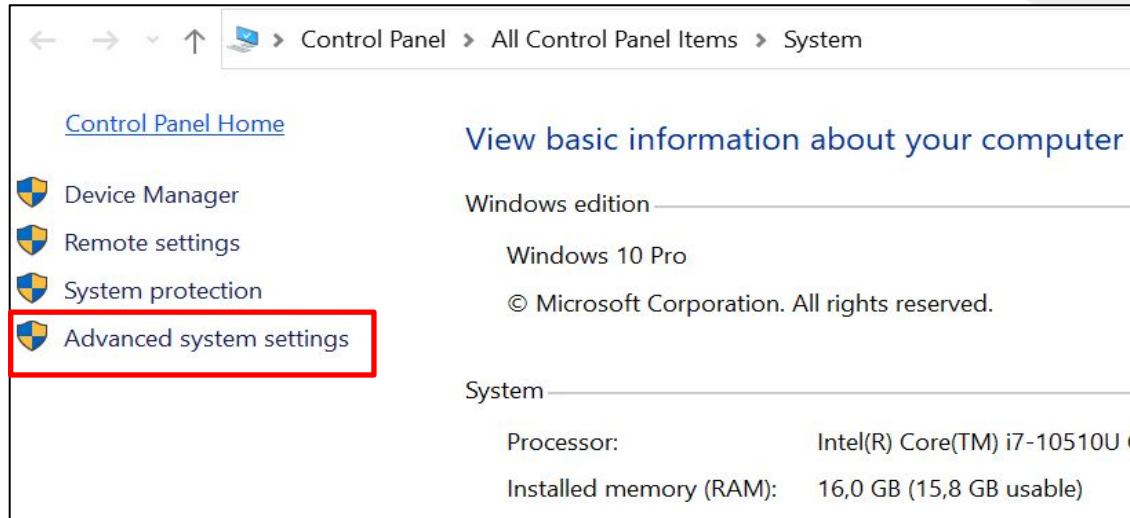 Control Panel > All Control Panel Items > System
Control Panel Home
Device Manager
Remote settings
System protection
Advanced system settings
View basic information about your computer
Windows edition
Windows 10 Pro
© Microsoft Corporation. All rights reserved.
System
Processor: Intel(R) Core(TM) i7-10510U
Installed memory (RAM): 16,0 GB (15,8 GB usable)